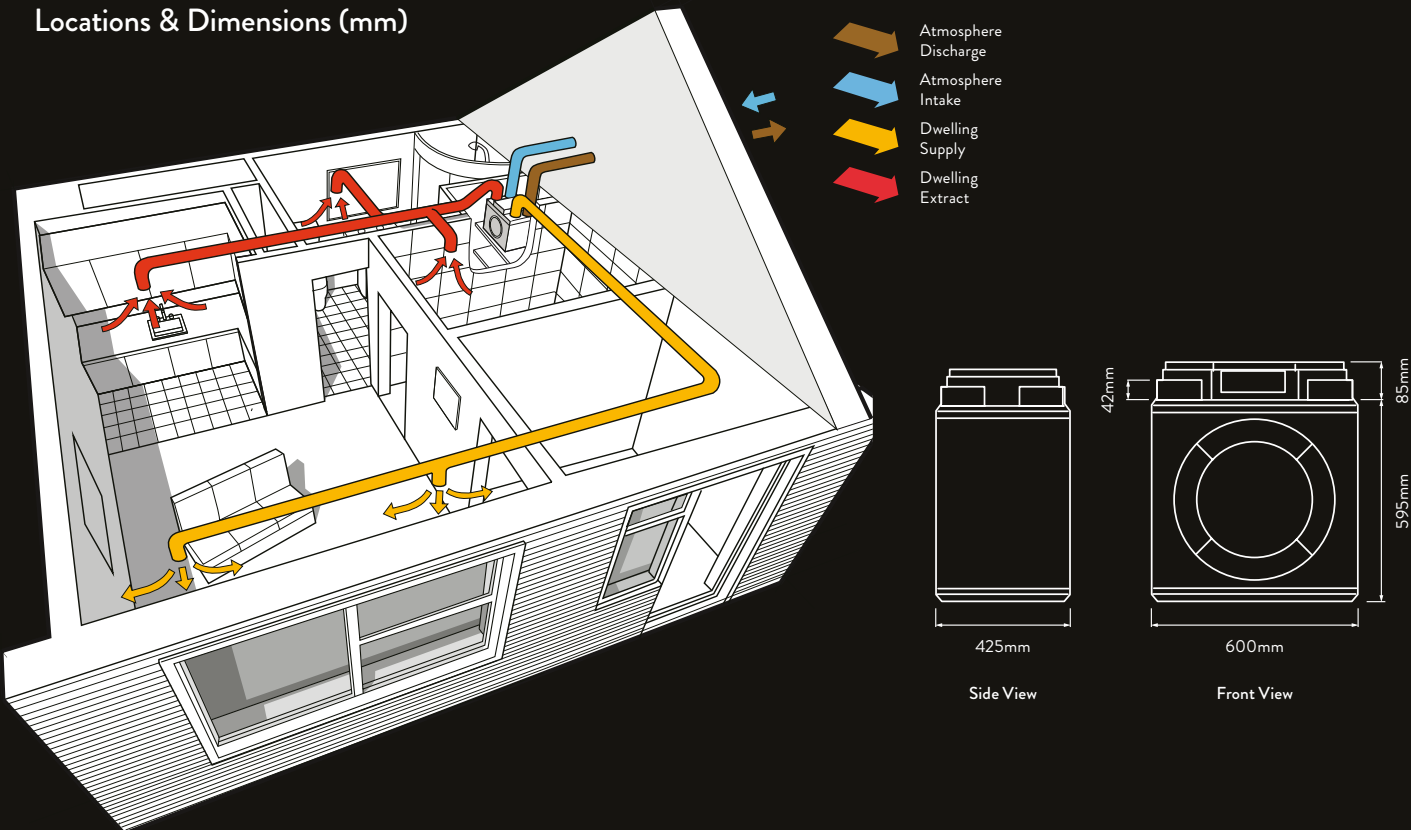 Locations & Dimensions (mm)
Atmosphere
Discharge
Atmosphere
Intake
Dwelling
Supply
Dwelling
Extract
42mm
85mm
595mm
425mm
600mm
Side View
Front View